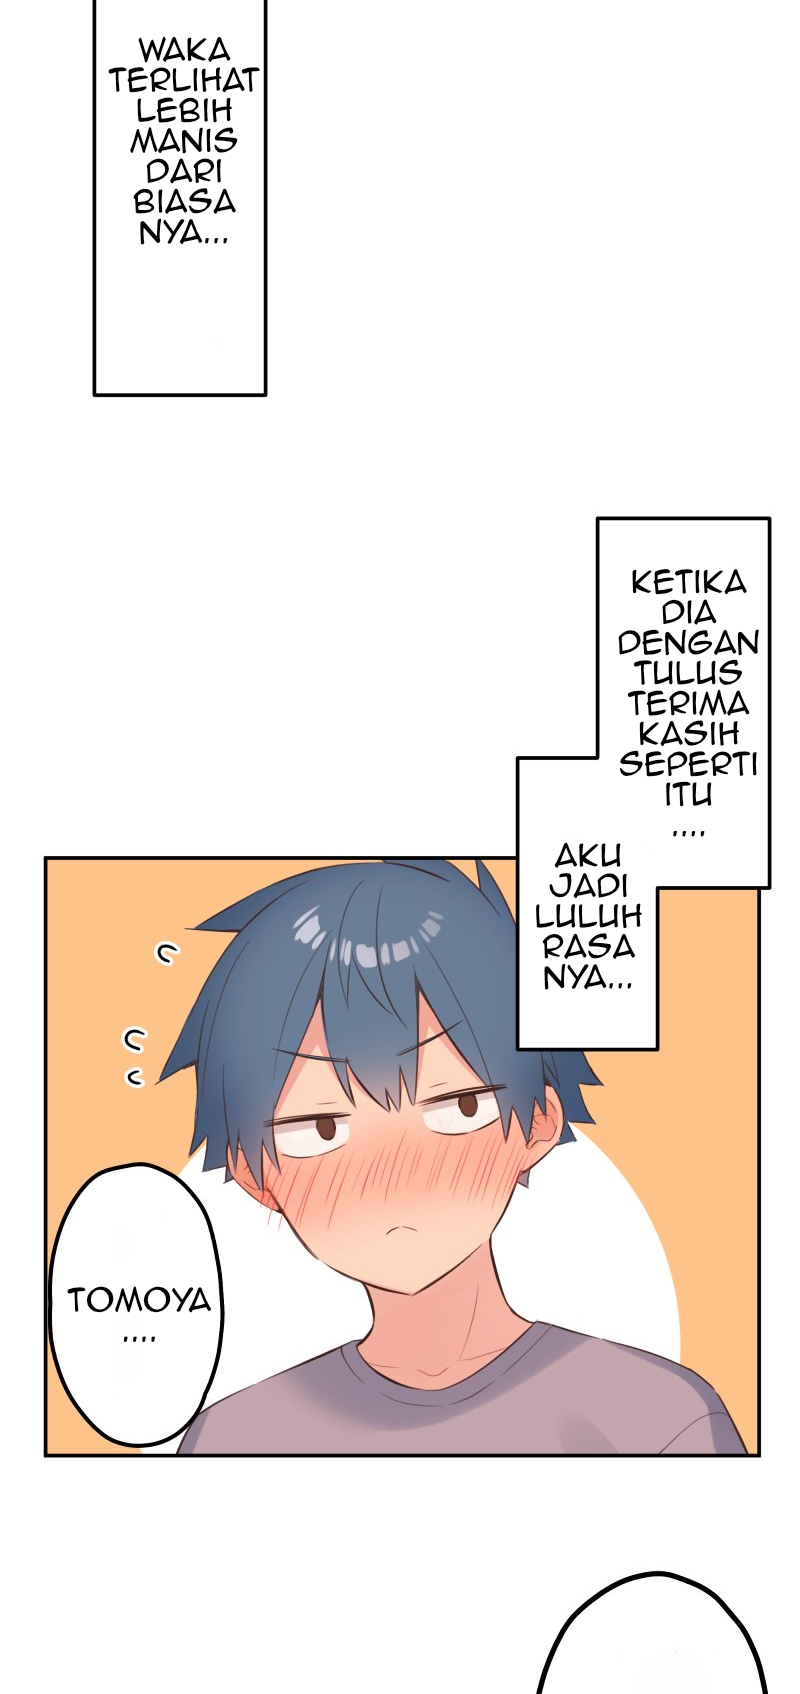 WAKA
TERLIHAT
LEBIH
MANIS
DARI
BIASA
NYA...
KETIKA
DIA
DENGAN
TULUS
TERIMA
KASIH
SEPERTI
ITU
....
AKU
JADI
LULUH
RASA
NYA...
TOMOYA
....